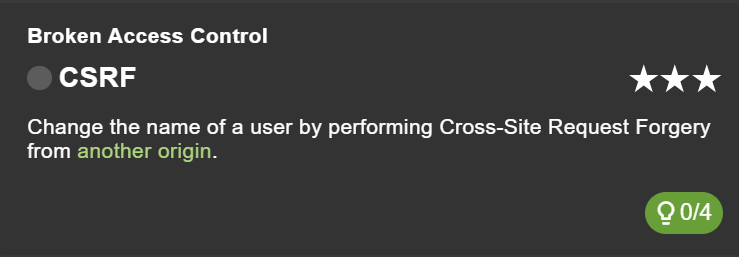 Broken Access Control
CSRF
Change the name of a user by performing Cross-Site Request Forgery
from another origin.
0/4